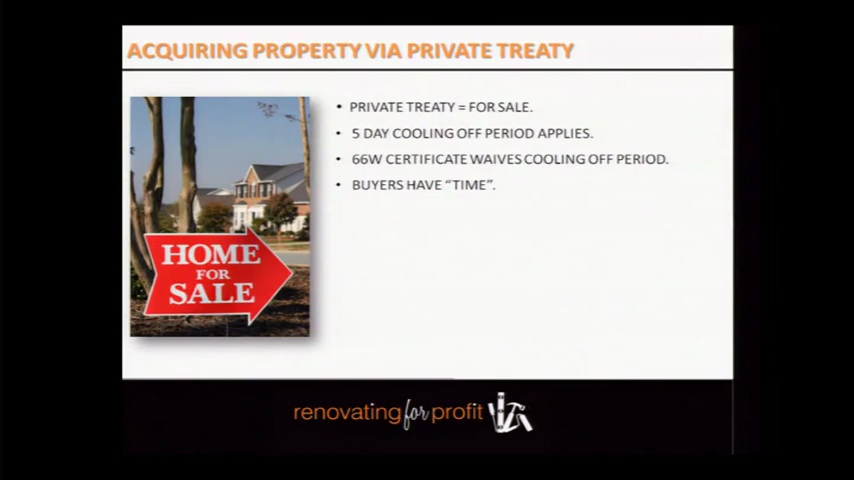 ACQUIRING PROPERTY VIA PRIVATE TREATY
• PRIVATE TREATY = FOR SALE.
• 5 DAY COOLING OFF PERIOD APPLIES.
• 66W CERTIFICATE WAIVES COOLING OFF PERIOD.
• BUYERS HAVE “TIME”.
HOME
FOR
SALE
renovating for profit